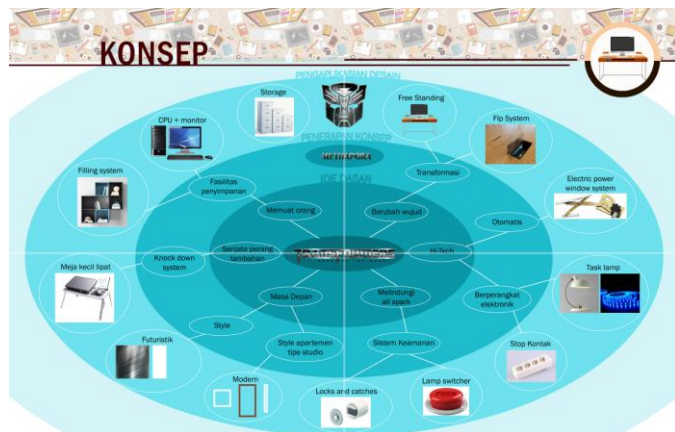 KONSEP
PENGAPLIKASIAN DESAIN
Storage
Free Standing
CPU + monitor
PENERAPAN KONSEP
Flp System
METHAPORA
Filling system
IDE DASAR
Transformasi
Electric power
window system
Fasilitas
penyimpanan
Memuat orang
Berubah wujud
Otomatis
Knock down
system
Senjata perang
tambahan
TRANSFORMERS
Hi Tech
Meja kecil lipat
Task lamp
Masa Depan
Melindungi
all spark
Berperangkat
elektronik
Style
Futuristik
Style apartemen
tipe studio
Sistem Keamanan
Stop Kontak
Modern
Locks and catches
Lamp switcher